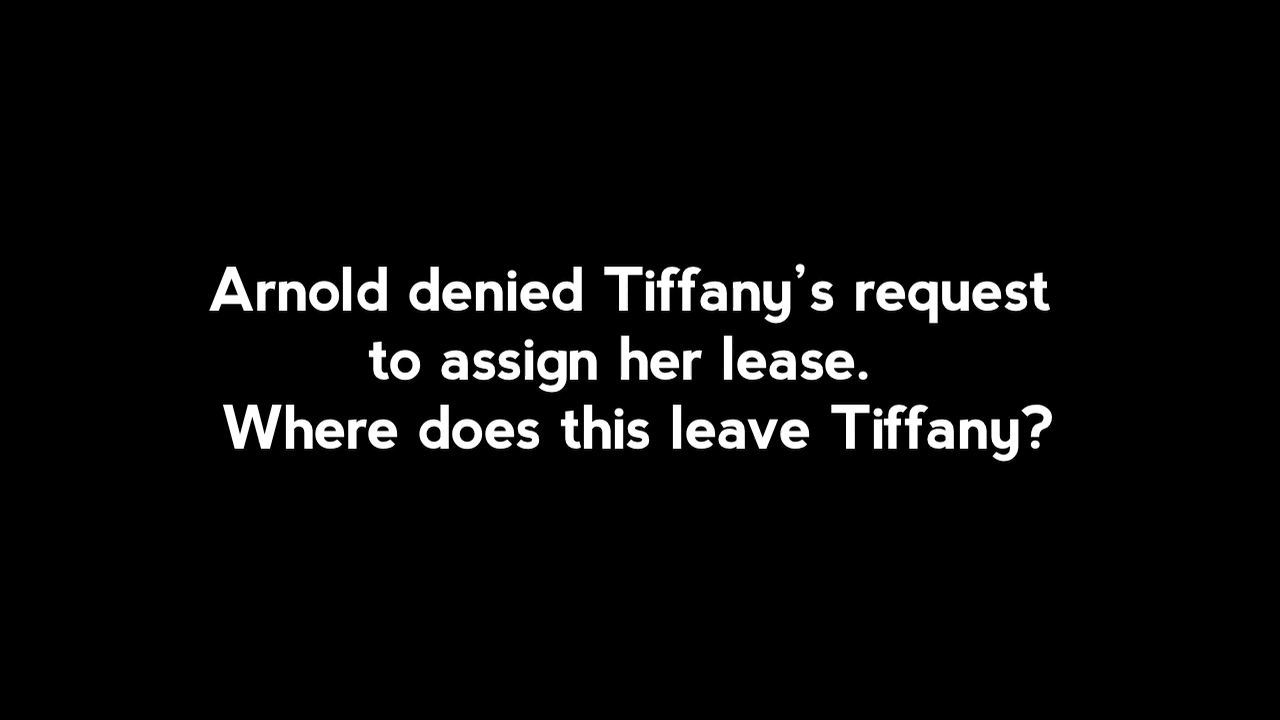 Arnold denied Tiffany’s request
to assign her lease.
Where does this leave Tiffany?